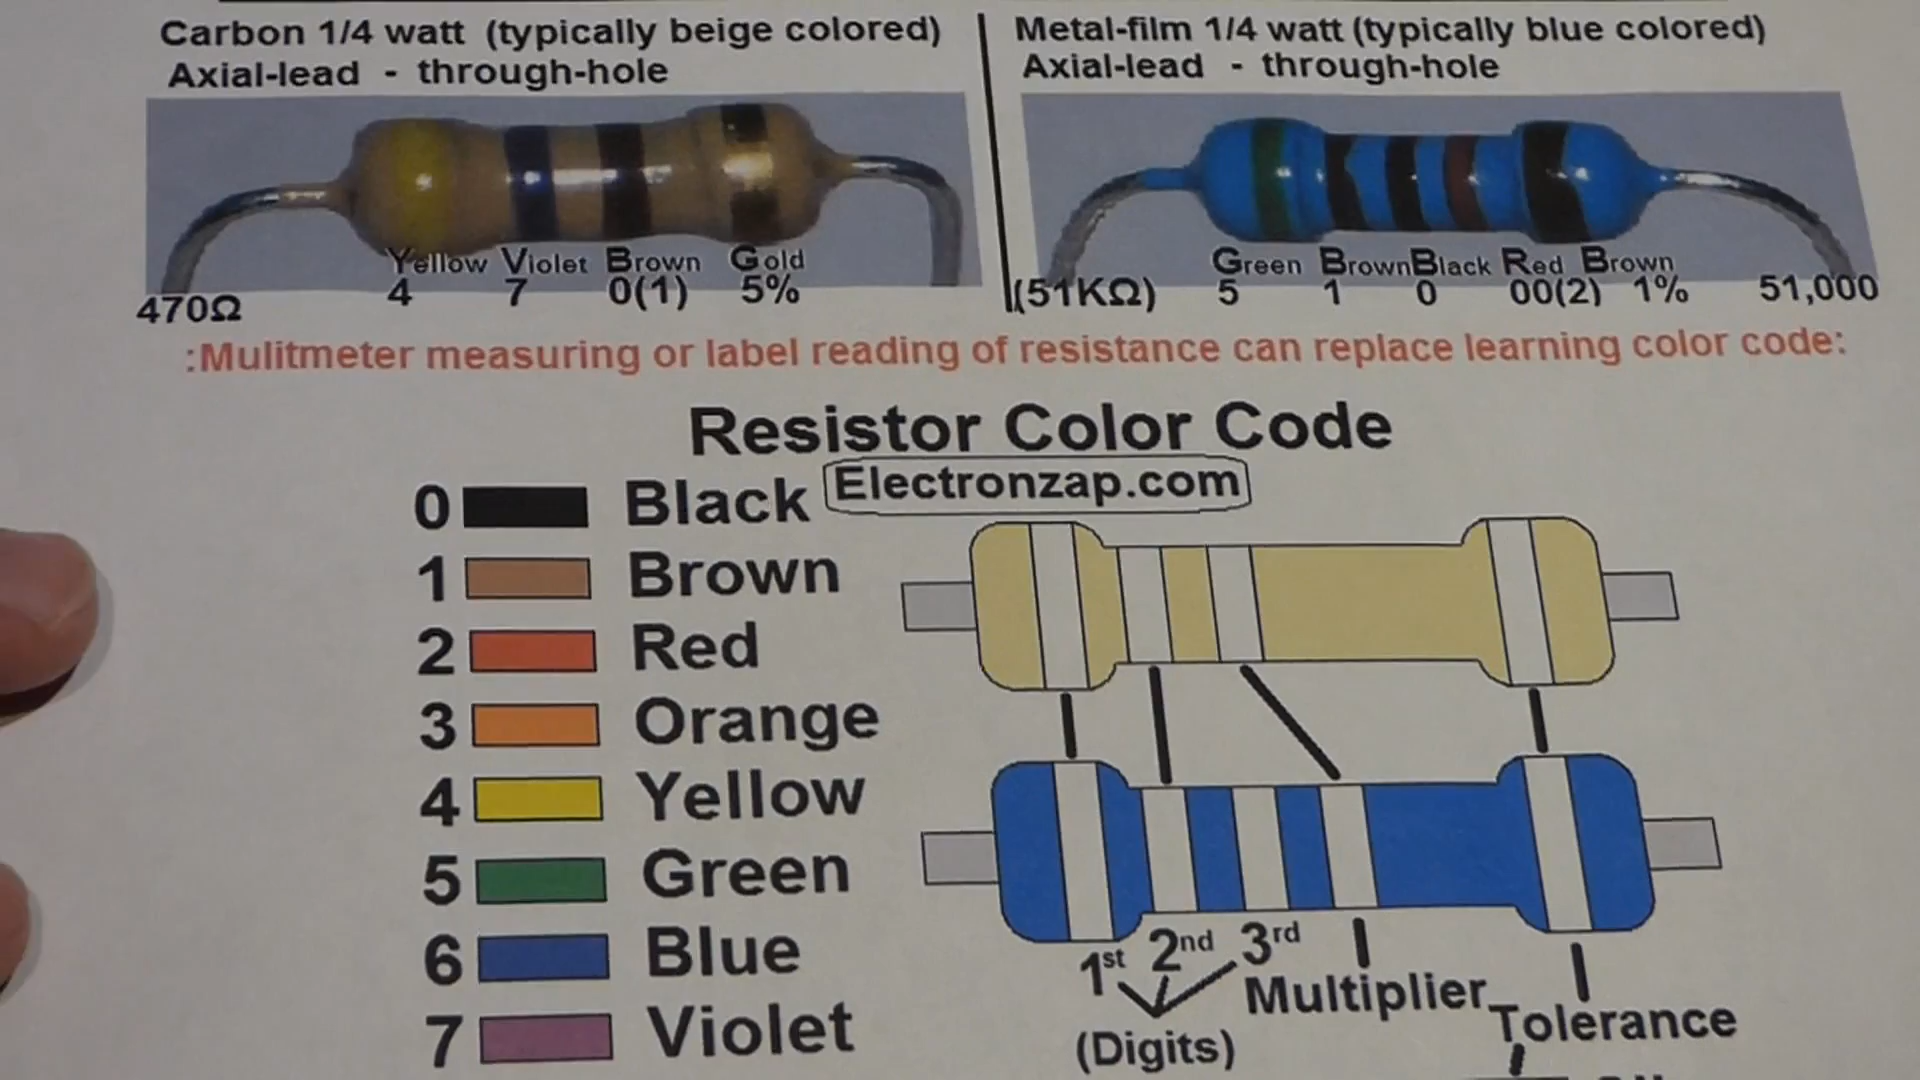 Carbon 1/4 watt (typically beige colored)
Axial-lead - through-hole
Metal-film 1/4 watt (typically blue colored)
Axial-lead - through-hole
Yellow Violet Brown Gold
470Ω 4 7 0(1) 5%
Green Brown Black Red Brown
(51KΩ) 5 1 0 00(2) 1% 51,000
:Mulitmeter measuring or label reading of resistance can replace learning color code:
Resistor Color Code
Electronzap.com
0 Black
1 Brown
2 Red
3 Orange
4 Yellow
5 Green
6 Blue
7 Violet
1st 2nd 3rd
(Digits)
Multiplier
Tolerance